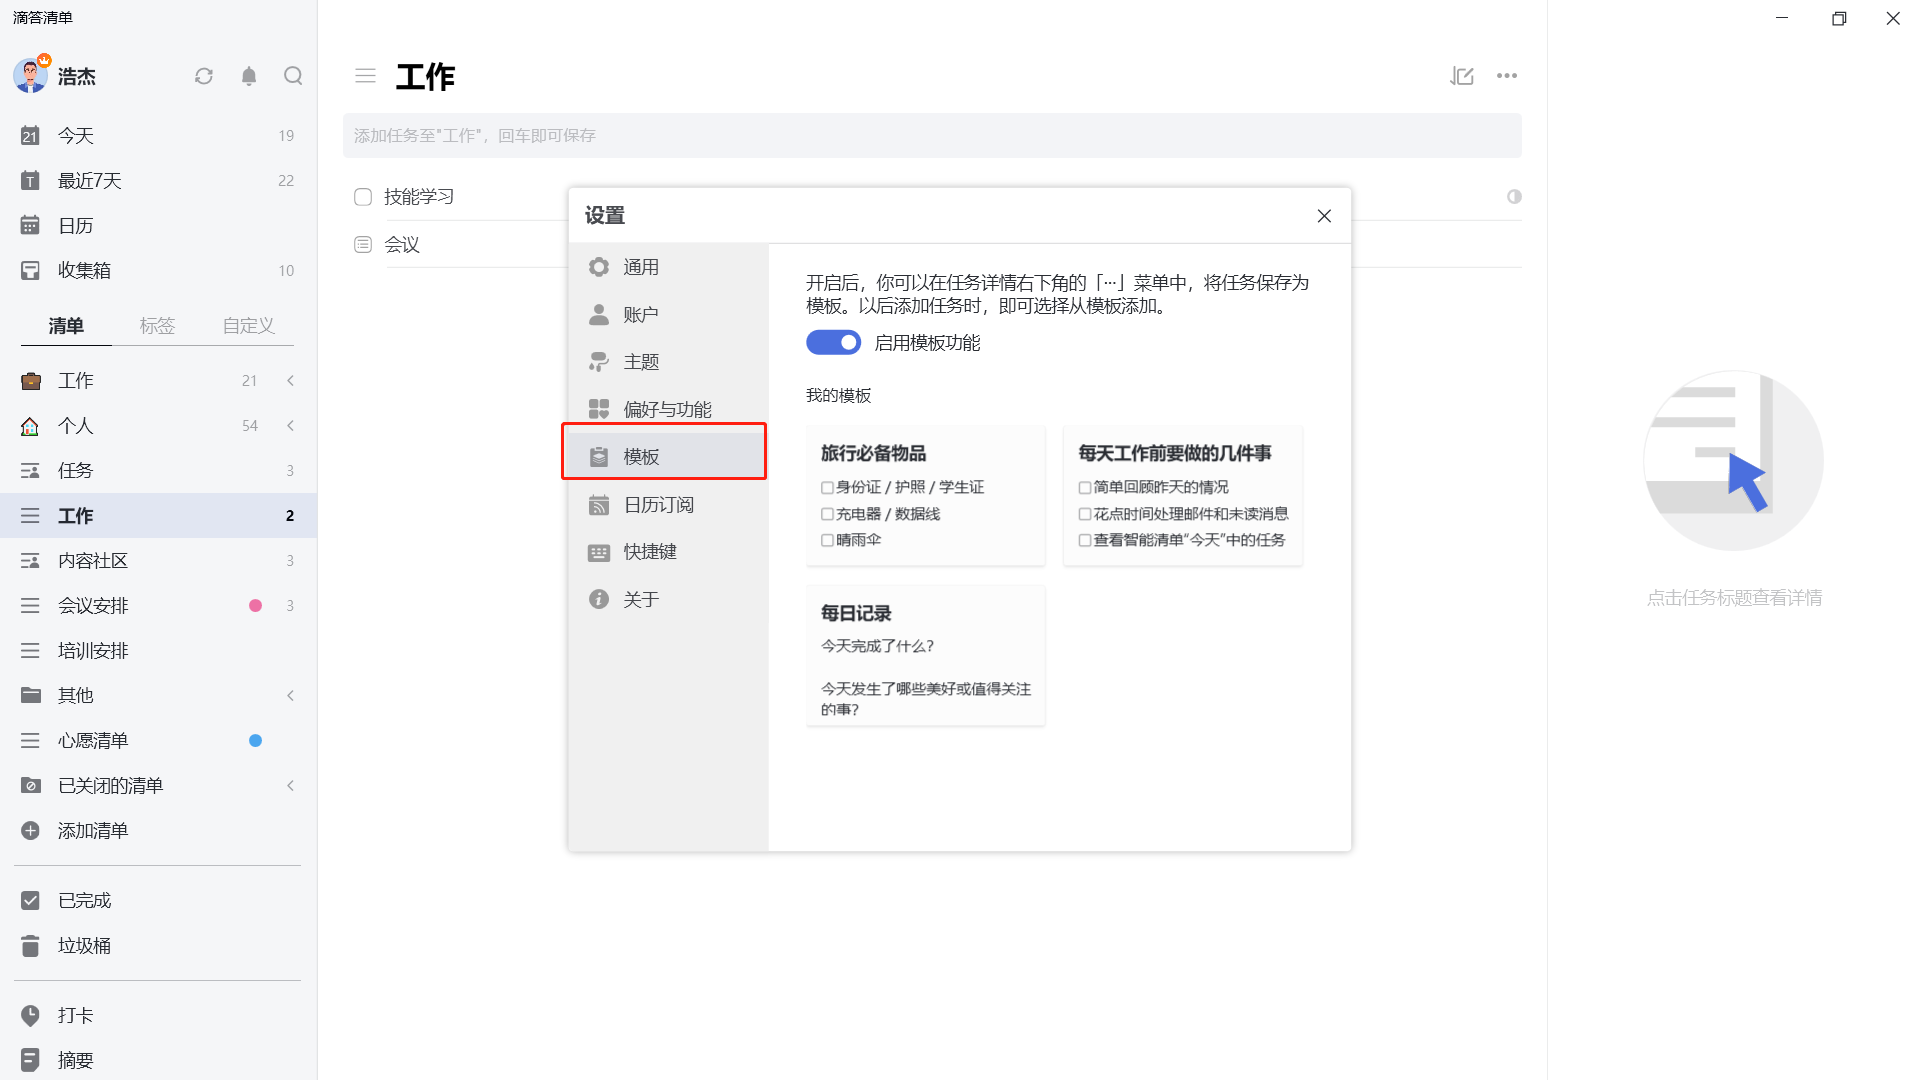 滴答清单
浩杰
21 今天 19
T 最近7天 22
日历
收集箱 10
清单 标签 自定义
工作 21
个人 54
任务 3
工作 2
内容社区 3
会议安排 3
培训安排
其他
心愿清单
已关闭的清单
添加清单
已完成
垃圾桶
打卡
摘要
工作
添加任务至"工作"，回车即可保存
技能学习
会议
设置
通用
账户
主题
偏好与功能
模板
日历订阅
快捷键
关于
开启后，你可以在任务详情右下角的「···」菜单中，将任务保存为
模板。以后添加任务时，即可选择从模板添加。
启用模板功能
我的模板
旅行必备物品
身份证 / 护照 / 学生证
充电器 / 数据线
晴雨伞
每天工作前要做的几件事
简单回顾昨天的情况
花点时间处理邮件和未读消息
查看智能清单“今天”中的任务
每日记录
今天完成了什么？
今天发生了哪些美好或值得关注
的事？
点击任务标题查看详情